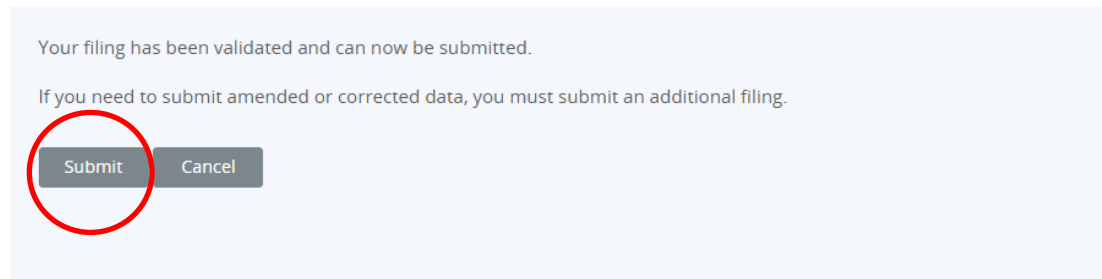 Your filing has been validated and can now be submitted.
If you need to submit amended or corrected data, you must submit an additional filing.
Submit Cancel